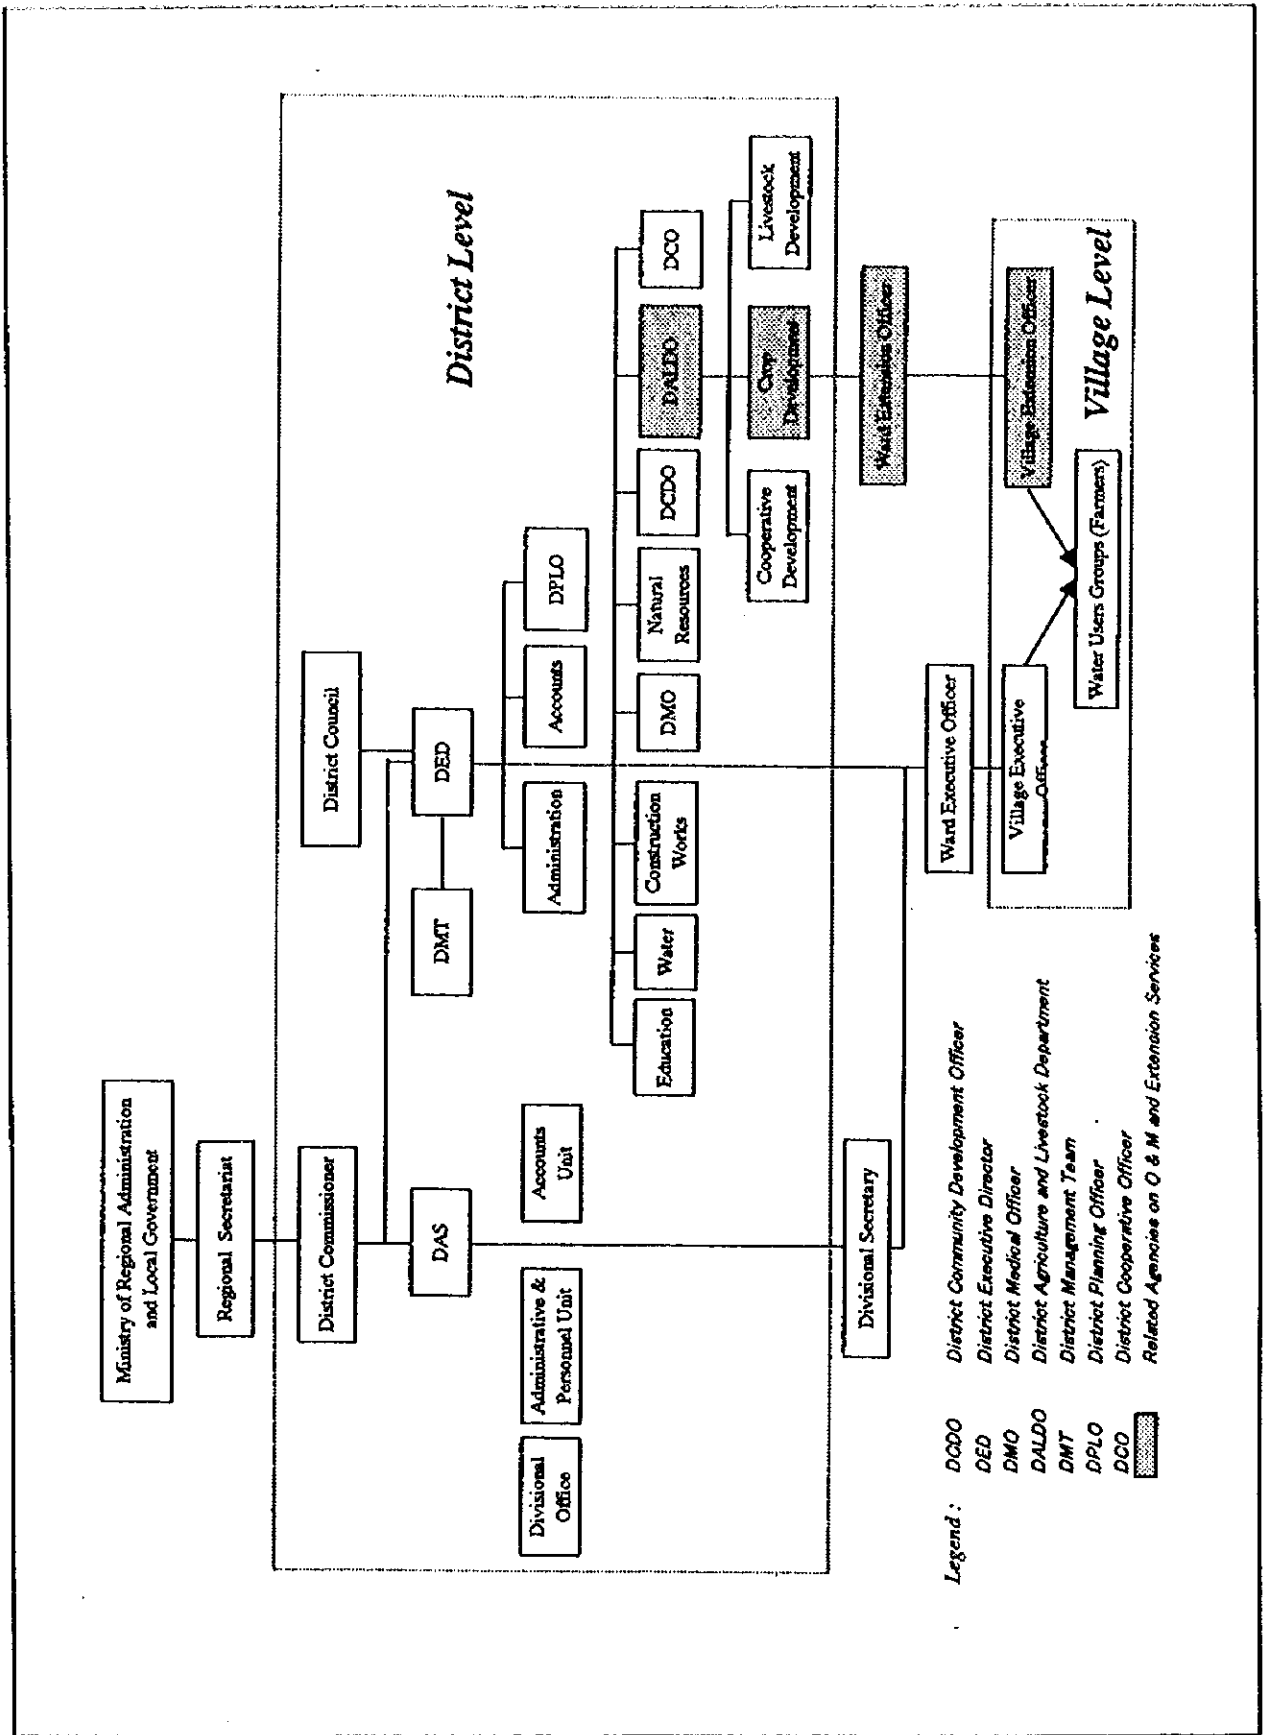 Ministry of Regional Administration
and Local Government
Regional Secretariat
District Commissioner
District Council
District Level
DAS
DMT
DED
Divisional
Office
Administrative &
Personnel Unit
Accounts
Unit
Administration
Accounts
DPLO
Education
Water
Construction
Works
DMO
Natural
Resources
DCDO
DALDO
DCO
Cooperative
Development
Crop
Development
Livestock
Development
Divisional Secretary
Ward Executive Officer
Ward Extension Officer
Village Executive
Officer
Village Extension Officer
Water Users Groups (Farmers)
Village Level
Legend :
DCDO District Community Development Officer
DED District Executive Director
DMO District Medical Officer
DALDO District Agriculture and Livestock Department
DMT District Management Team
DPLO District Planning Officer
DCO District Cooperative Officer
Related Agencies on O & M and Extension Services